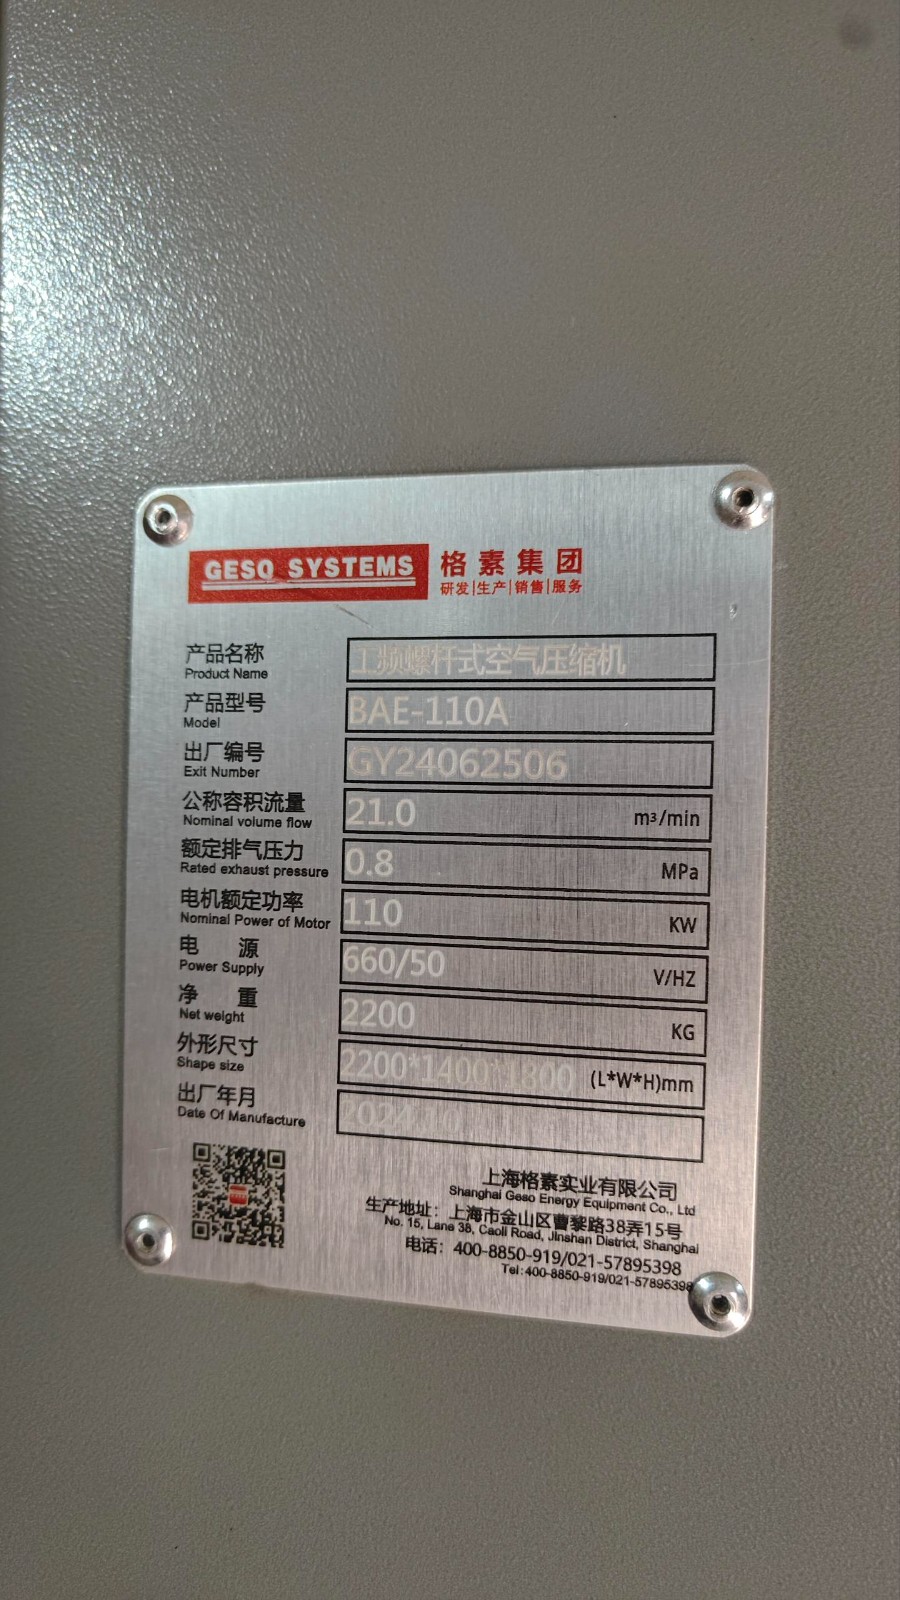 GESO SYSTEMS 格素集团
研发|生产|销售|服务
产品名称 工频螺杆式空气压缩机
Product Name
产品型号 BAE-110A
Model
出厂编号 GY24062506
Exit Number
公称容积流量 21.0 m³/min
Nominal volume flow
额定排气压力 0.8 MPa
Rated exhaust pressure
电机额定功率 110 KW
Nominal Power of Motor
电 源 660/50 V/HZ
Power Supply
净 重 2200 KG
Net weight
外形尺寸 2200*1400*1800 (L*W*H)mm
Shape size
出厂年月 2024.10
Date Of Manufacture
上海格素实业有限公司
Shanghai Geso Energy Equipment Co., Ltd
生产地址：上海市金山区曹黎路38弄15号
No. 15, Lane 38, Caoli Road, Jinshan District, Shanghai
电话：400-8850-919/021-57895398
Tel:400-8850-919/021-57895398